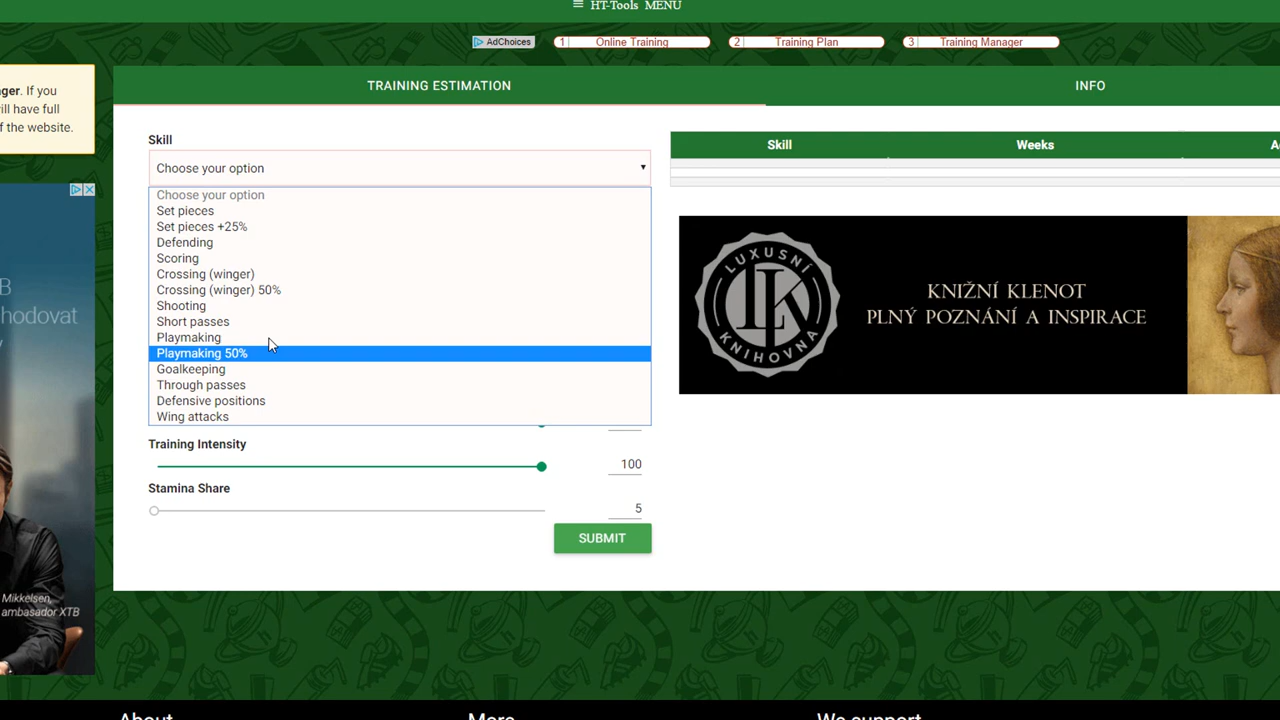 ≡ HT-Tools MENU
AdChoices
1 Online Training
2 Training Plan
3 Training Manager
ger. If you
ill have full
f the website.
TRAINING ESTIMATION
INFO
Skill
Choose your option
Choose your option
Set pieces
Set pieces +25%
Defending
Scoring
Crossing (winger)
Crossing (winger) 50%
Shooting
Short passes
Playmaking
Playmaking 50%
Goalkeeping
Through passes
Defensive positions
Wing attacks
Training Intensity
100
Stamina Share
5
SUBMIT
Skill
Weeks
A
LUXUSNÍ
LK
KNIHOVNA
KNIŽNÍ KLENOT
PLNÝ POZNÁNÍ A INSPIRACE
B
hodovat
Mikkelsen,
ambasador XTB
About
More
We support